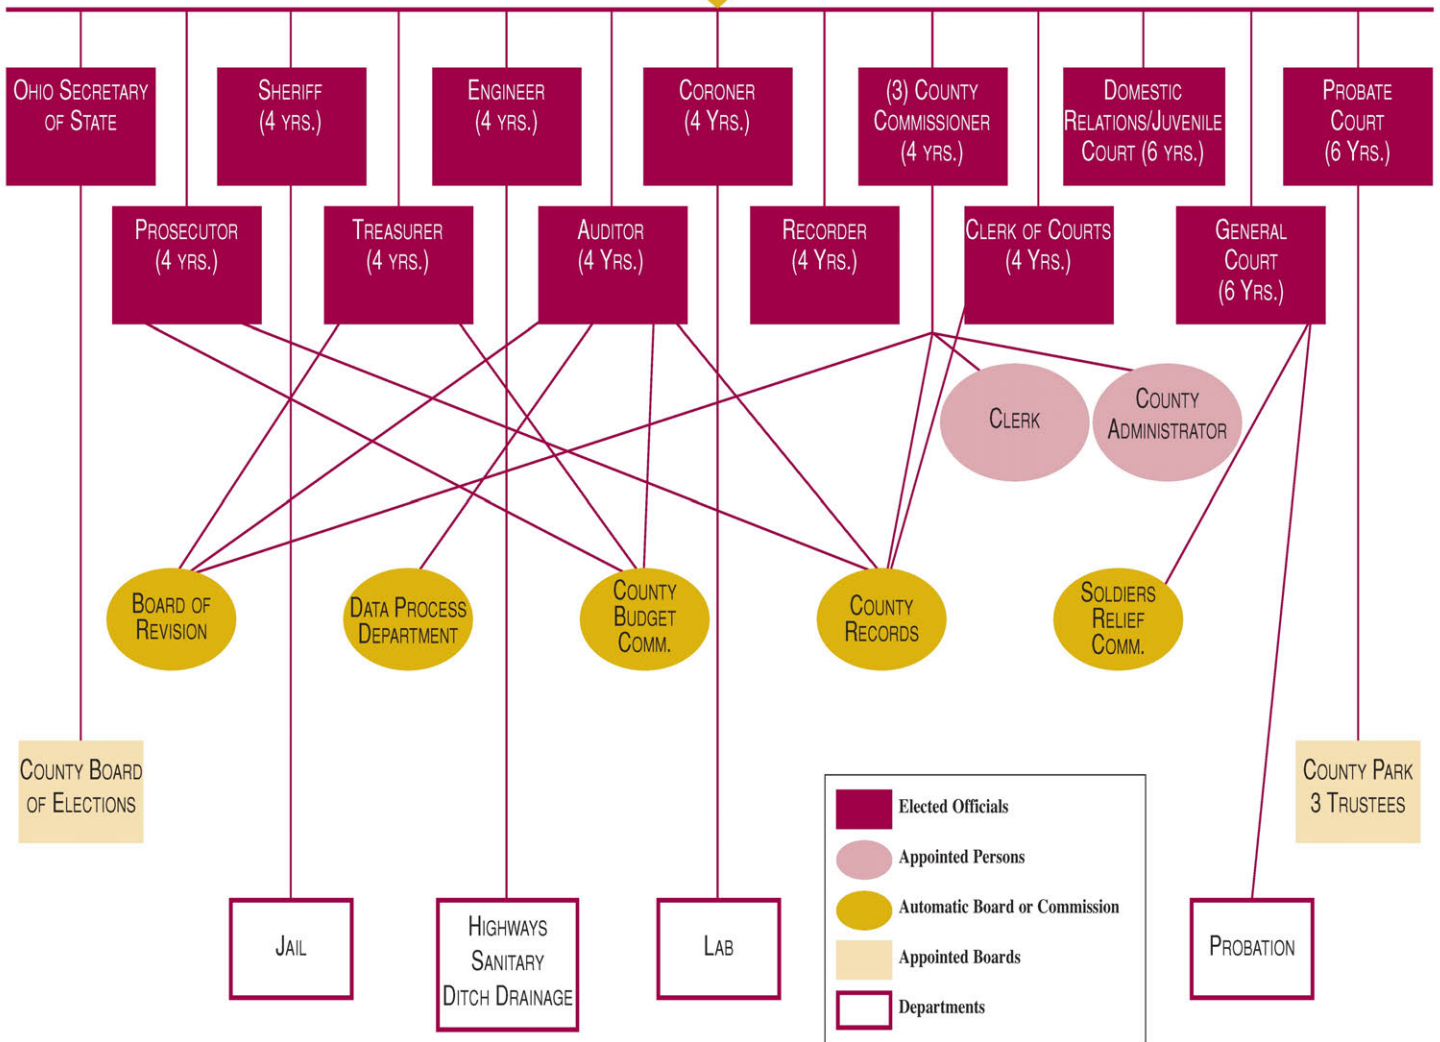 OHIO SECRETARY
OF STATE
SHERIFF
(4 YRS.)
ENGINEER
(4 YRS.)
CORONER
(4 YRS.)
(3) COUNTY
COMMISSIONER
(4 YRS.)
DOMESTIC
RELATIONS/JUVENILE
COURT (6 YRS.)
PROBATE
COURT
(6 YRS.)
PROSECUTOR
(4 YRS.)
TREASURER
(4 YRS.)
AUDITOR
(4 YRS.)
RECORDER
(4 YRS.)
CLERK OF COURTS
(4 YRS.)
GENERAL
COURT
(6 YRS.)
CLERK
COUNTY
ADMINISTRATOR
BOARD OF
REVISION
DATA PROCESS
DEPARTMENT
COUNTY
BUDGET
COMM.
COUNTY
RECORDS
SOLDIERS
RELIEF
COMM.
COUNTY BOARD
OF ELECTIONS
COUNTY PARK
3 TRUSTEES
JAIL
HIGHWAYS
SANITARY
DITCH DRAINAGE
LAB
PROBATION
Elected Officials
Appointed Persons
Automatic Board or Commission
Appointed Boards
Departments